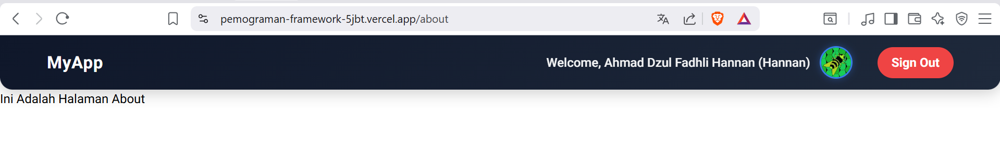 pemograman-framework-5jbt.vercel.app/about
MyApp
Welcome, Ahmad Dzul Fadhli Hannan (Hannan)
Sign Out
Ini Adalah Halaman About